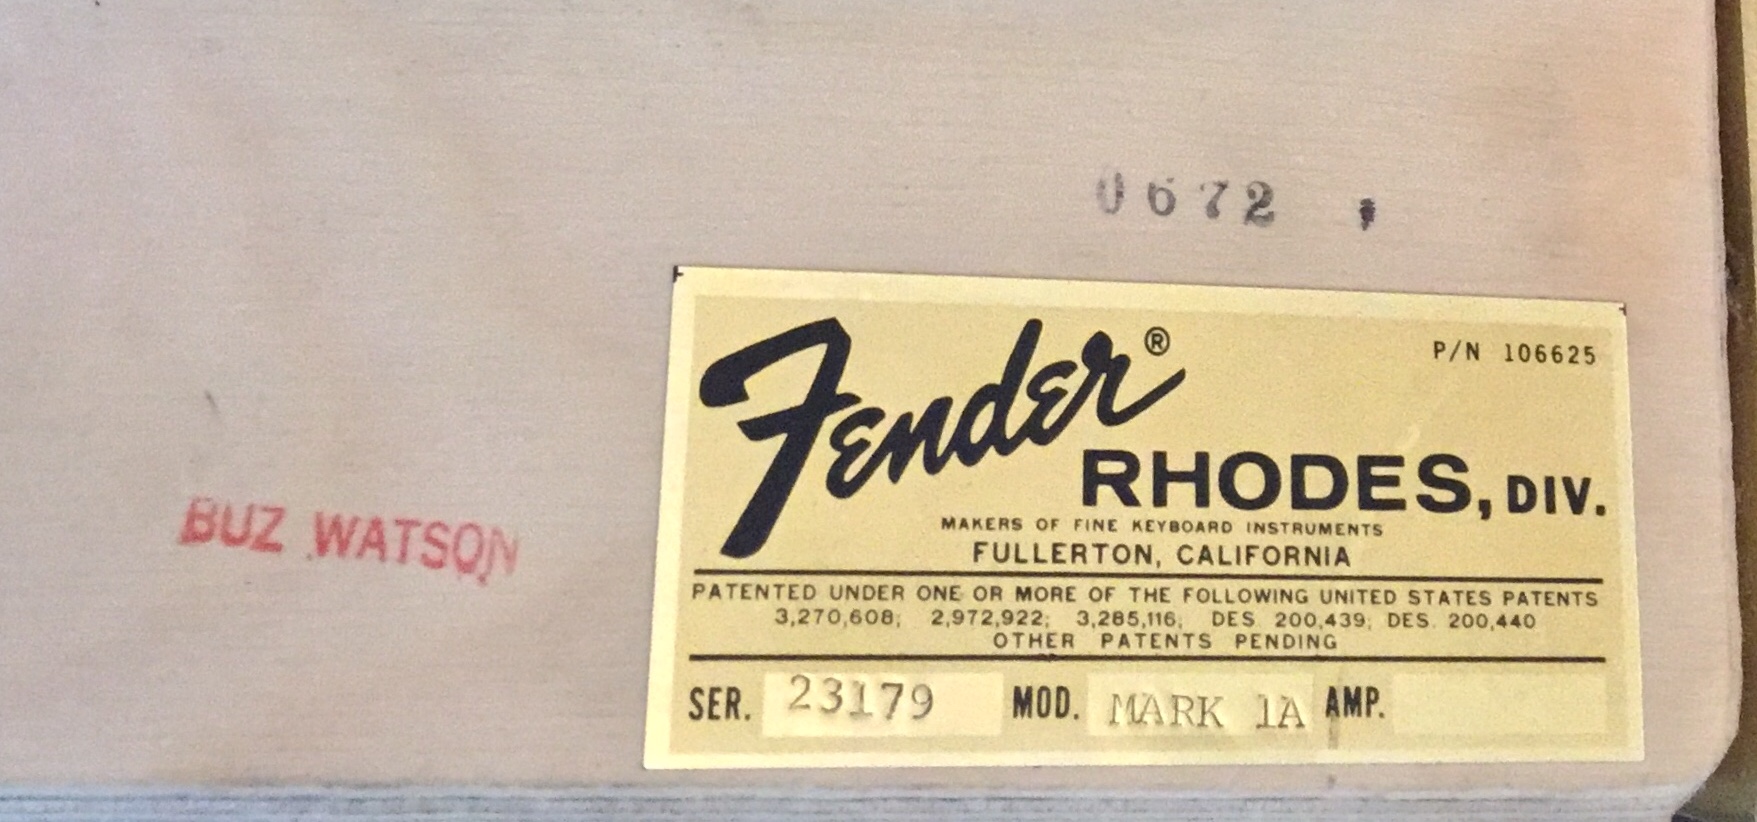 0672
Fender®
P/N 106625
RHODES, DIV.
MAKERS OF FINE KEYBOARD INSTRUMENTS
FULLERTON, CALIFORNIA
PATENTED UNDER ONE OR MORE OF THE FOLLOWING UNITED STATES PATENTS
3,270,608; 2,972,922; 3,285,116; DES. 200,439; DES. 200,440
OTHER PATENTS PENDING
SER. 23179 MOD. MARK 1A AMP.
BUZ WATSON